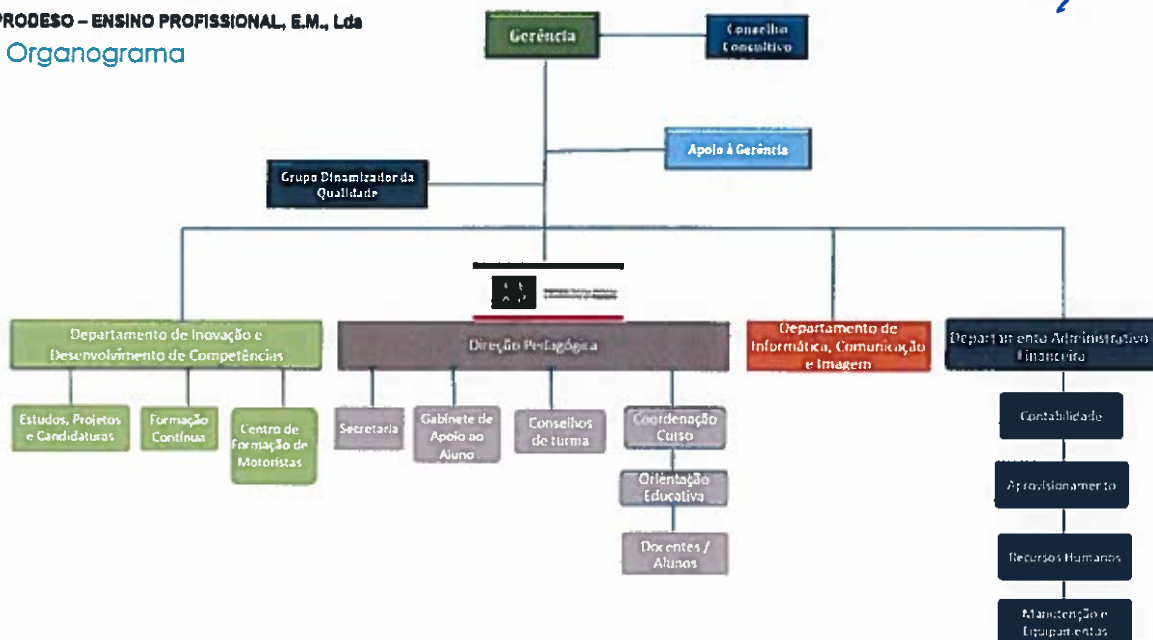 PRODESO – ENSINO PROFISSIONAL, E.M., Lda
Organograma
Gerência
Conselho
Consultivo
Apoio à Gerência
Grupo Dinamizador da
Qualidade
Departamento de Inovação e
Desenvolvimento de Competências
Direção Pedagógica
Departamento de
Informática, Comunicação
e Imagem
Departamento Administrativo
Financeira
Estudos, Projetos
e Candidaturas
Formação
Contínua
Centro de
Formação de
Motoristas
Secretaria
Gabinete de
Apoio ao
Aluno
Conselhos
de turma
Coordenação
Curso
Orientação
Educativa
Docentes /
Alunos
Contabilidade
Aprovisionamento
Recursos Humanos
Manutenção e
Equipamentos